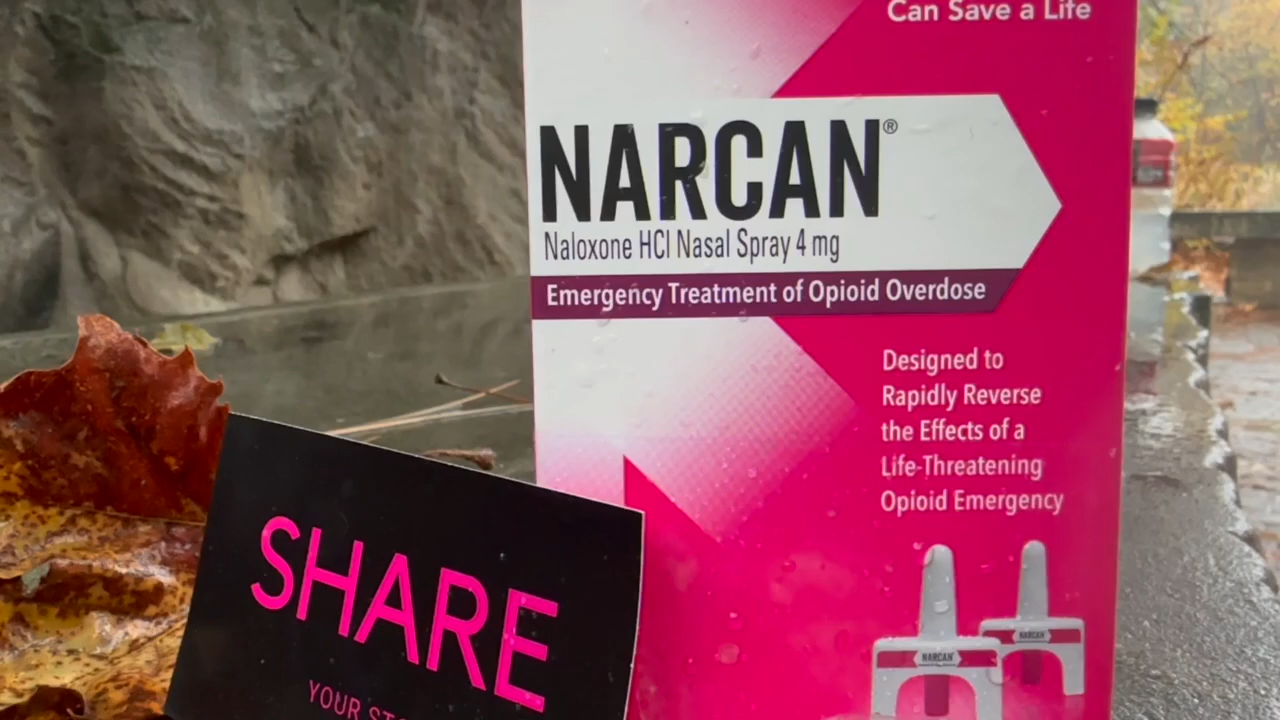 Can Save a Life
NARCAN®
Naloxone HCl Nasal Spray 4 mg
Emergency Treatment of Opioid Overdose
Designed to
Rapidly Reverse
the Effects of a
Life-Threatening
Opioid Emergency
NARCAN
NARCAN
SHARE
YOUR